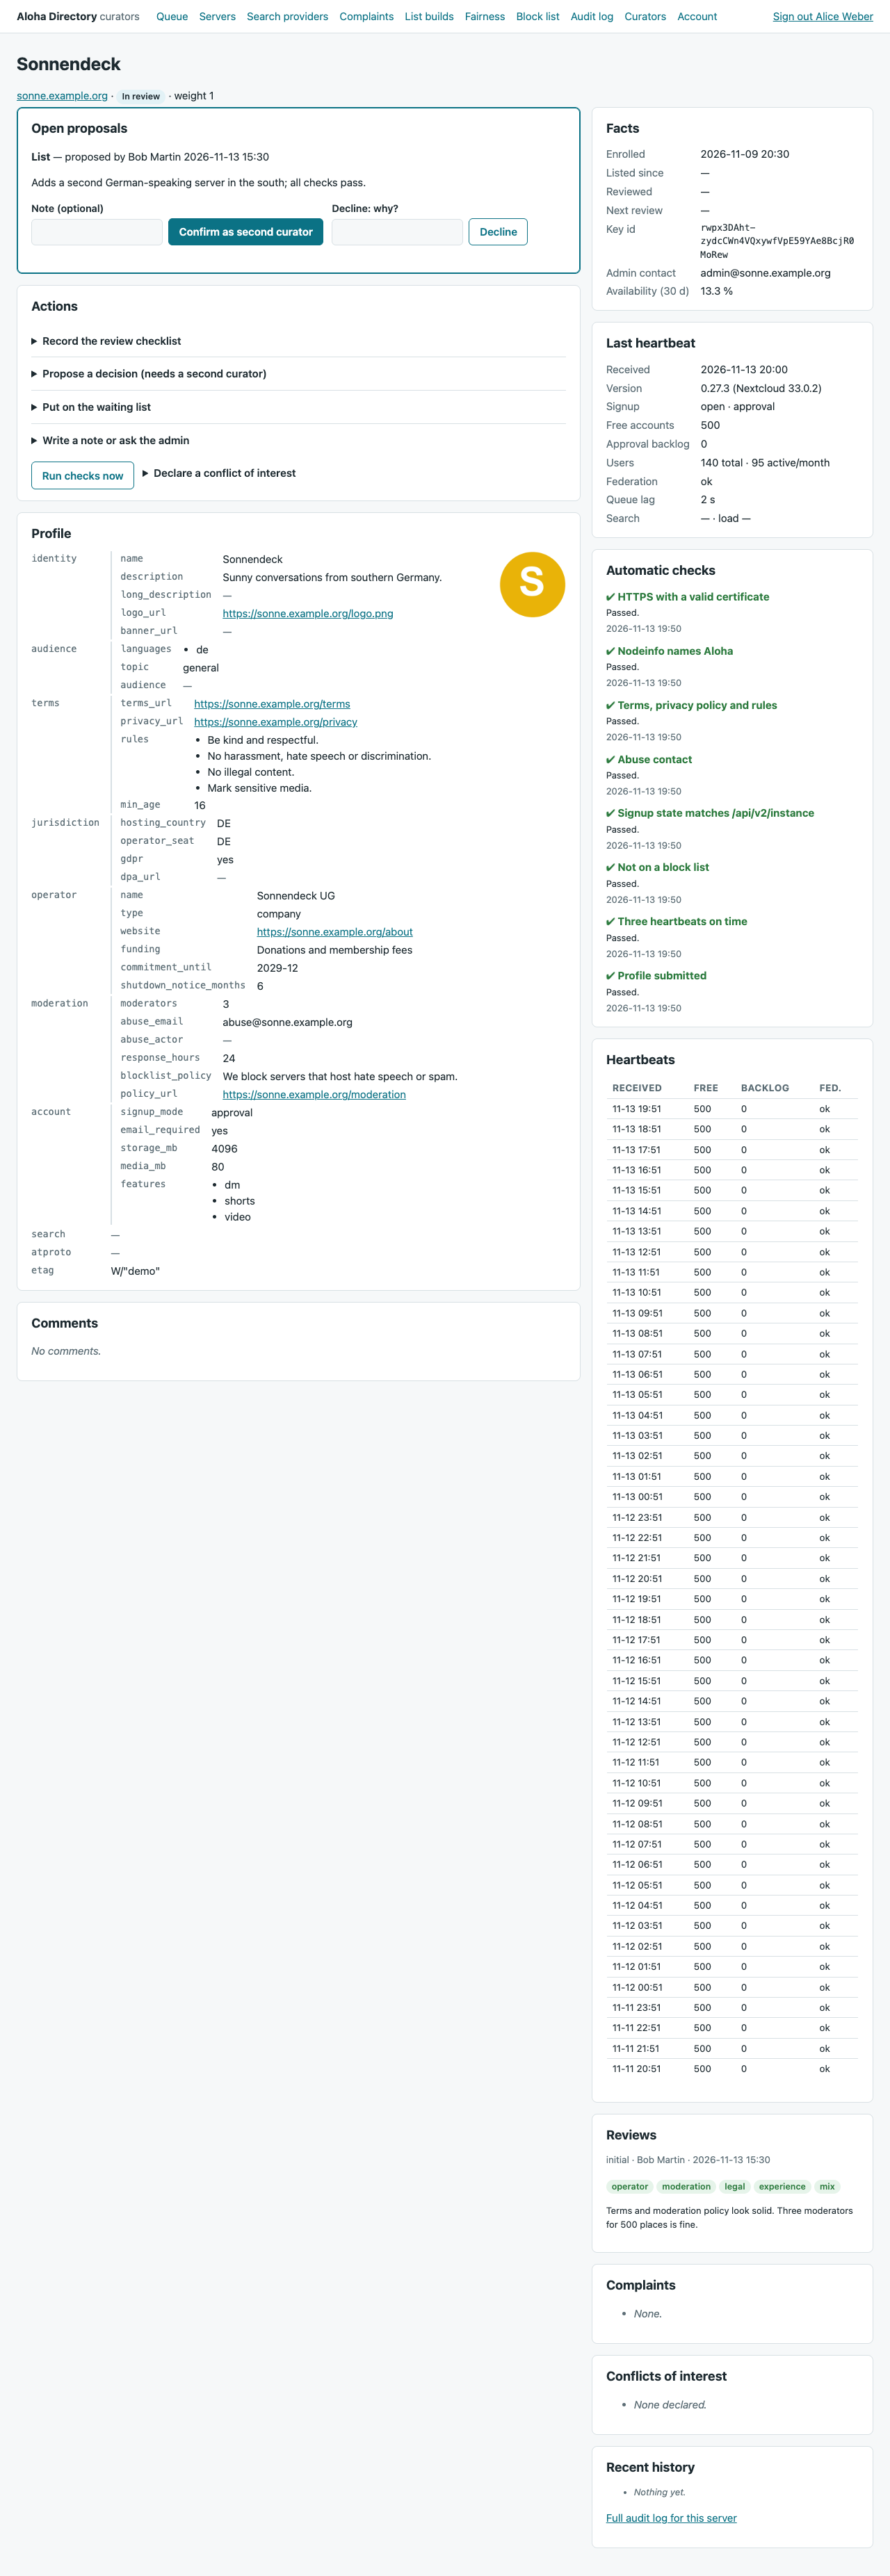 Aloha Directory curators Queue Servers Search providers Complaints List builds Fairness Block list Audit log Curators Account Sign out Alice Weber
Sonnendeck
sonne.example.org · In review · weight 1
Open proposals
List — proposed by Bob Martin 2026-11-13 15:30
Adds a second German-speaking server in the south; all checks pass.
Note (optional)
Confirm as second curator
Decline: why?
Decline
Actions
▶ Record the review checklist
▶ Propose a decision (needs a second curator)
▶ Put on the waiting list
▶ Write a note or ask the admin
Run checks now ▶ Declare a conflict of interest
Profile
S
identity
name Sonnendeck
description Sunny conversations from southern Germany.
long_description —
logo_url https://sonne.example.org/logo.png
banner_url —
audience
languages • de
topic general
audience —
terms
terms_url https://sonne.example.org/terms
privacy_url https://sonne.example.org/privacy
rules • Be kind and respectful.
• No harassment, hate speech or discrimination.
• No illegal content.
• Mark sensitive media.
min_age 16
jurisdiction
hosting_country DE
operator_seat DE
gdpr yes
dpa_url —
operator
name Sonnendeck UG
type company
website https://sonne.example.org/about
funding Donations and membership fees
commitment_until 2029-12
shutdown_notice_months 6
moderation
moderators 3
abuse_email abuse@sonne.example.org
abuse_actor —
response_hours 24
blocklist_policy We block servers that host hate speech or spam.
policy_url https://sonne.example.org/moderation
account
signup_mode approval
email_required yes
storage_mb 4096
media_mb 80
features • dm
• shorts
• video
search —
atproto —
etag W/"demo"
Comments
No comments.
Facts
Enrolled 2026-11-09 20:30
Listed since —
Reviewed —
Next review —
Key id rwpx3DAht-
zydcCWn4VQxywfVpE59YAe8BcjR0
MoRew
Admin contact admin@sonne.example.org
Availability (30 d) 13.3 %
Last heartbeat
Received 2026-11-13 20:00
Version 0.27.3 (Nextcloud 33.0.2)
Signup open · approval
Free accounts 500
Approval backlog 0
Users 140 total · 95 active/month
Federation ok
Queue lag 2 s
Search — · load —
Automatic checks
✔ HTTPS with a valid certificate
Passed.
2026-11-13 19:50
✔ Nodeinfo names Aloha
Passed.
2026-11-13 19:50
✔ Terms, privacy policy and rules
Passed.
2026-11-13 19:50
✔ Abuse contact
Passed.
2026-11-13 19:50
✔ Signup state matches /api/v2/instance
Passed.
2026-11-13 19:50
✔ Not on a block list
Passed.
2026-11-13 19:50
✔ Three heartbeats on time
Passed.
2026-11-13 19:50
✔ Profile submitted
Passed.
2026-11-13 19:50
Heartbeats
RECEIVED FREE BACKLOG FED.
11-13 19:51 500 0 ok
11-13 18:51 500 0 ok
11-13 17:51 500 0 ok
11-13 16:51 500 0 ok
11-13 15:51 500 0 ok
11-13 14:51 500 0 ok
11-13 13:51 500 0 ok
11-13 12:51 500 0 ok
11-13 11:51 500 0 ok
11-13 10:51 500 0 ok
11-13 09:51 500 0 ok
11-13 08:51 500 0 ok
11-13 07:51 500 0 ok
11-13 06:51 500 0 ok
11-13 05:51 500 0 ok
11-13 04:51 500 0 ok
11-13 03:51 500 0 ok
11-13 02:51 500 0 ok
11-13 01:51 500 0 ok
11-13 00:51 500 0 ok
11-12 23:51 500 0 ok
11-12 22:51 500 0 ok
11-12 21:51 500 0 ok
11-12 20:51 500 0 ok
11-12 19:51 500 0 ok
11-12 18:51 500 0 ok
11-12 17:51 500 0 ok
11-12 16:51 500 0 ok
11-12 15:51 500 0 ok
11-12 14:51 500 0 ok
11-12 13:51 500 0 ok
11-12 12:51 500 0 ok
11-12 11:51 500 0 ok
11-12 10:51 500 0 ok
11-12 09:51 500 0 ok
11-12 08:51 500 0 ok
11-12 07:51 500 0 ok
11-12 06:51 500 0 ok
11-12 05:51 500 0 ok
11-12 04:51 500 0 ok
11-12 03:51 500 0 ok
11-12 02:51 500 0 ok
11-12 01:51 500 0 ok
11-12 00:51 500 0 ok
11-11 23:51 500 0 ok
11-11 22:51 500 0 ok
11-11 21:51 500 0 ok
11-11 20:51 500 0 ok
Reviews
initial · Bob Martin · 2026-11-13 15:30
operator moderation legal experience mix
Terms and moderation policy look solid. Three moderators
for 500 places is fine.
Complaints
• None.
Conflicts of interest
• None declared.
Recent history
• Nothing yet.
Full audit log for this server